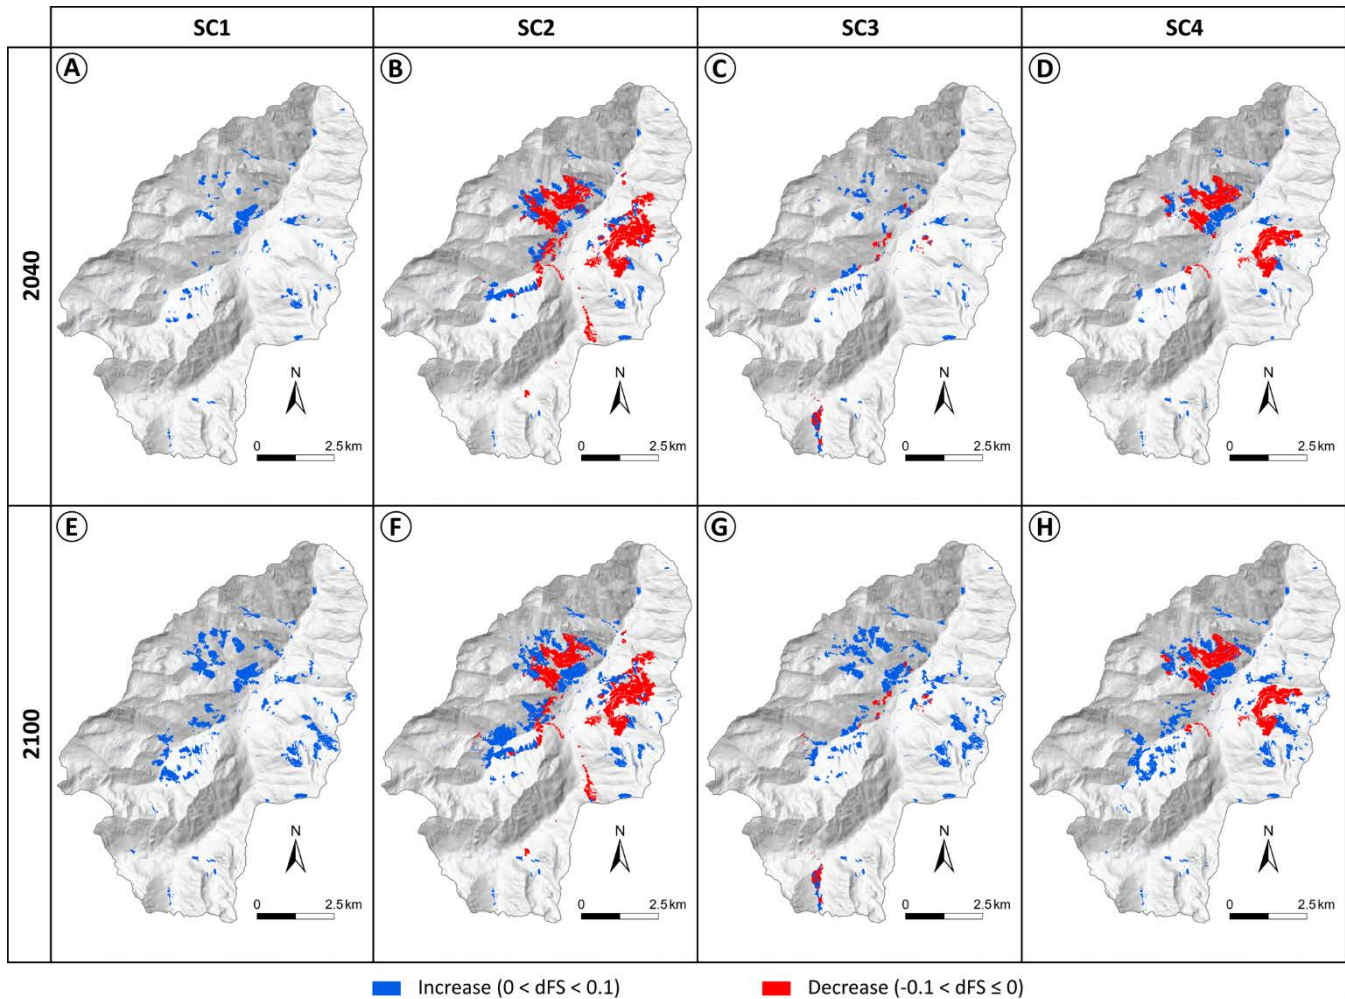 SC1 SC2 SC3 SC4
2040
A B C D
N N N N
0 2.5 km 0 2.5 km 0 2.5 km 0 2.5 km
2100
E F G H
N N N N
0 2.5 km 0 2.5 km 0 2.5 km 0 2.5 km
Increase (0 < dFS < 0.1) Decrease (-0.1 < dFS ≤ 0)